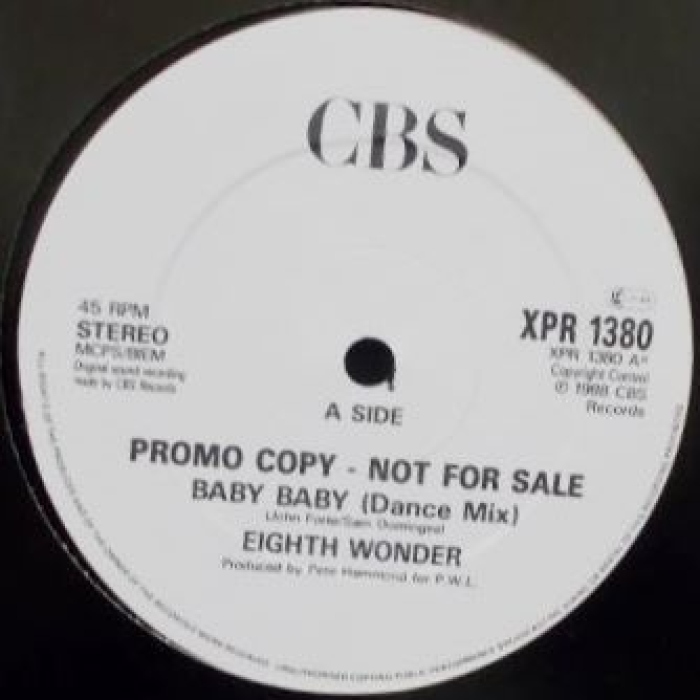 CBS
45 RPM
STEREO
MCPS/BIEM
Original sound recording
made by CBS Records
XPR 1380
XPR 1380 A
Copyright Control
℗ 1988 CBS
Records
A SIDE
PROMO COPY - NOT FOR SALE
BABY BABY (Dance Mix)
EIGHTH WONDER
Produced by Pete Hammond for P.W.L.